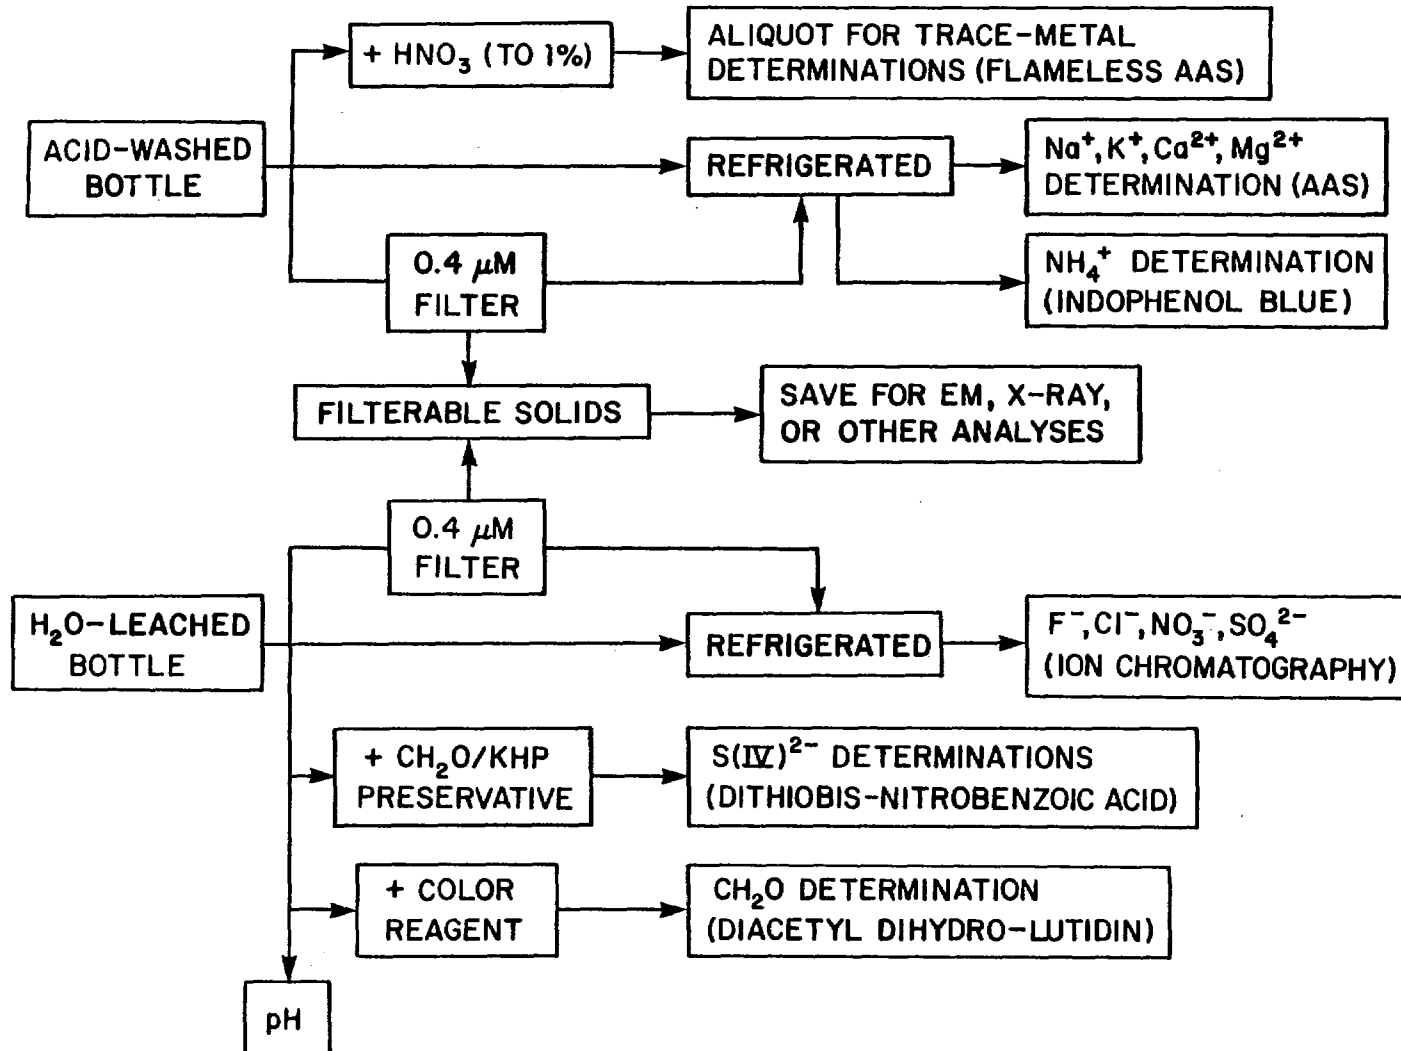 + HNO₃ (TO 1%)
ALIQUOT FOR TRACE-METAL
DETERMINATIONS (FLAMELESS AAS)
ACID-WASHED
BOTTLE
REFRIGERATED
Na⁺, K⁺, Ca²⁺, Mg²⁺
DETERMINATION (AAS)
0.4 μM
FILTER
NH₄⁺ DETERMINATION
(INDOPHENOL BLUE)
FILTERABLE SOLIDS
SAVE FOR EM, X-RAY,
OR OTHER ANALYSES
0.4 μM
FILTER
H₂O-LEACHED
BOTTLE
REFRIGERATED
F⁻, Cl⁻, NO₃⁻, SO₄²⁻
(ION CHROMATOGRAPHY)
+ CH₂O/KHP
PRESERVATIVE
S(IV)²⁻ DETERMINATIONS
(DITHIOBIS-NITROBENZOIC ACID)
+ COLOR
REAGENT
CH₂O DETERMINATION
(DIACETYL DIHYDRO-LUTIDIN)
pH